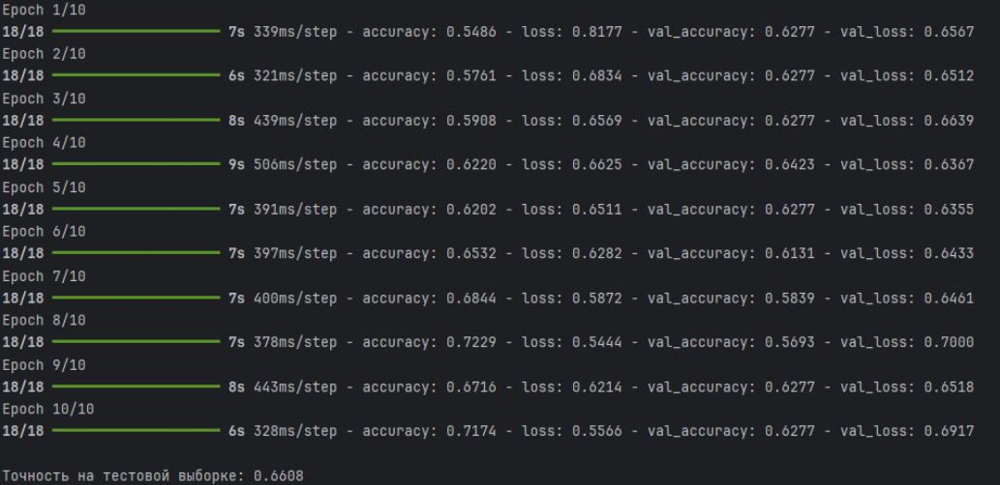 Epoch 1/10
18/18 ━━━━━━━━━━━━━━━━━━━━ 7s 339ms/step - accuracy: 0.5486 - loss: 0.8177 - val_accuracy: 0.6277 - val_loss: 0.6567
Epoch 2/10
18/18 ━━━━━━━━━━━━━━━━━━━━ 6s 321ms/step - accuracy: 0.5761 - loss: 0.6834 - val_accuracy: 0.6277 - val_loss: 0.6512
Epoch 3/10
18/18 ━━━━━━━━━━━━━━━━━━━━ 8s 439ms/step - accuracy: 0.5908 - loss: 0.6569 - val_accuracy: 0.6277 - val_loss: 0.6639
Epoch 4/10
18/18 ━━━━━━━━━━━━━━━━━━━━ 9s 506ms/step - accuracy: 0.6220 - loss: 0.6625 - val_accuracy: 0.6423 - val_loss: 0.6367
Epoch 5/10
18/18 ━━━━━━━━━━━━━━━━━━━━ 7s 391ms/step - accuracy: 0.6202 - loss: 0.6511 - val_accuracy: 0.6277 - val_loss: 0.6355
Epoch 6/10
18/18 ━━━━━━━━━━━━━━━━━━━━ 7s 397ms/step - accuracy: 0.6532 - loss: 0.6282 - val_accuracy: 0.6131 - val_loss: 0.6433
Epoch 7/10
18/18 ━━━━━━━━━━━━━━━━━━━━ 7s 400ms/step - accuracy: 0.6844 - loss: 0.5872 - val_accuracy: 0.5839 - val_loss: 0.6461
Epoch 8/10
18/18 ━━━━━━━━━━━━━━━━━━━━ 7s 378ms/step - accuracy: 0.7229 - loss: 0.5444 - val_accuracy: 0.5693 - val_loss: 0.7000
Epoch 9/10
18/18 ━━━━━━━━━━━━━━━━━━━━ 8s 443ms/step - accuracy: 0.6716 - loss: 0.6214 - val_accuracy: 0.6277 - val_loss: 0.6518
Epoch 10/10
18/18 ━━━━━━━━━━━━━━━━━━━━ 6s 328ms/step - accuracy: 0.7174 - loss: 0.5566 - val_accuracy: 0.6277 - val_loss: 0.6917
Точность на тестовой выборке: 0.6608